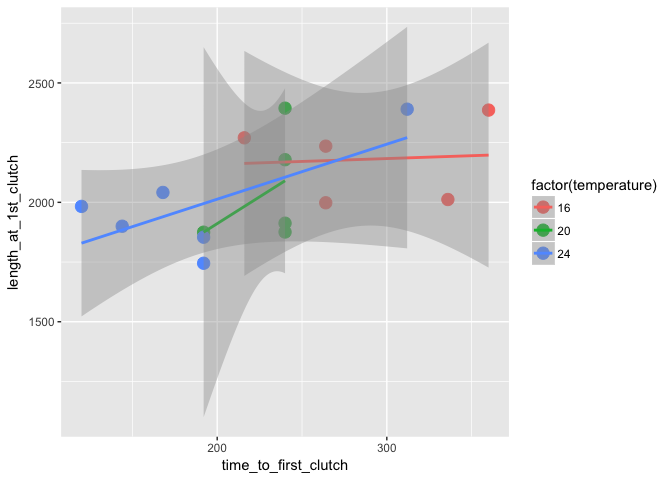 2500
2000
1500
length_at_1st_clutch
200
300
time_to_first_clutch
factor(temperature)
16
20
24